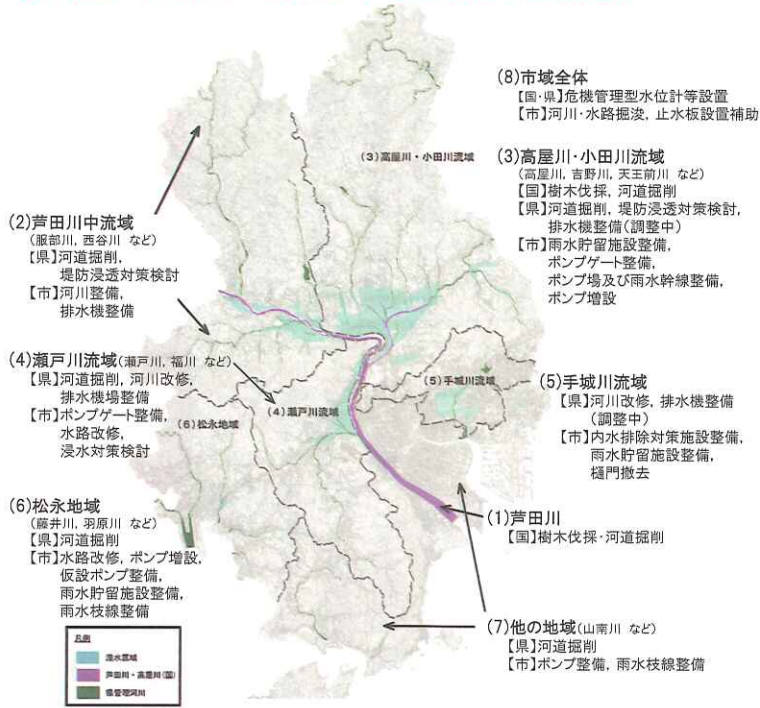 (8)市域全体
【国・県】危機管理型水位計等設置
【市】河川・水路掘浚，止水板設置補助
(3)高屋川・小田川流域
(高屋川，吉野川，天王前川 など)
【国】樹木伐採，河道掘削
【県】河道掘削，堤防浸透対策検討，
排水機整備(調整中)
【市】雨水貯留施設整備，
ポンプゲート整備，
ポンプ場及び雨水幹線整備，
ポンプ増設
(3)高屋川・小田川流域
(2)芦田川中流域
(服部川，西谷川 など)
【県】河道掘削，
堤防浸透対策検討
【市】河川整備，
排水機整備
(4)瀬戸川流域(瀬戸川，福川 など)
【県】河道掘削，河川改修，
排水機場整備
【市】ポンプゲート整備，
水路改修，
浸水対策検討
(5)手城川流域
(4)瀬戸川流域
(6)松永地域
(5)手城川流域
【県】河川改修，排水機整備
(調整中)
【市】内水排除対策施設整備，
雨水貯留施設整備，
樋門撤去
(6)松永地域
(藤井川，羽原川 など)
【県】河道掘削
【市】水路改修，ポンプ増設，
仮設ポンプ整備，
雨水貯留施設整備，
雨水枝線整備
(1)芦田川
【国】樹木伐採・河道掘削
(7)他の地域(山南川 など)
【県】河道掘削
【市】ポンプ整備，雨水枝線整備
凡例
浸水区域
芦田川・高屋川(国)
県管理河川